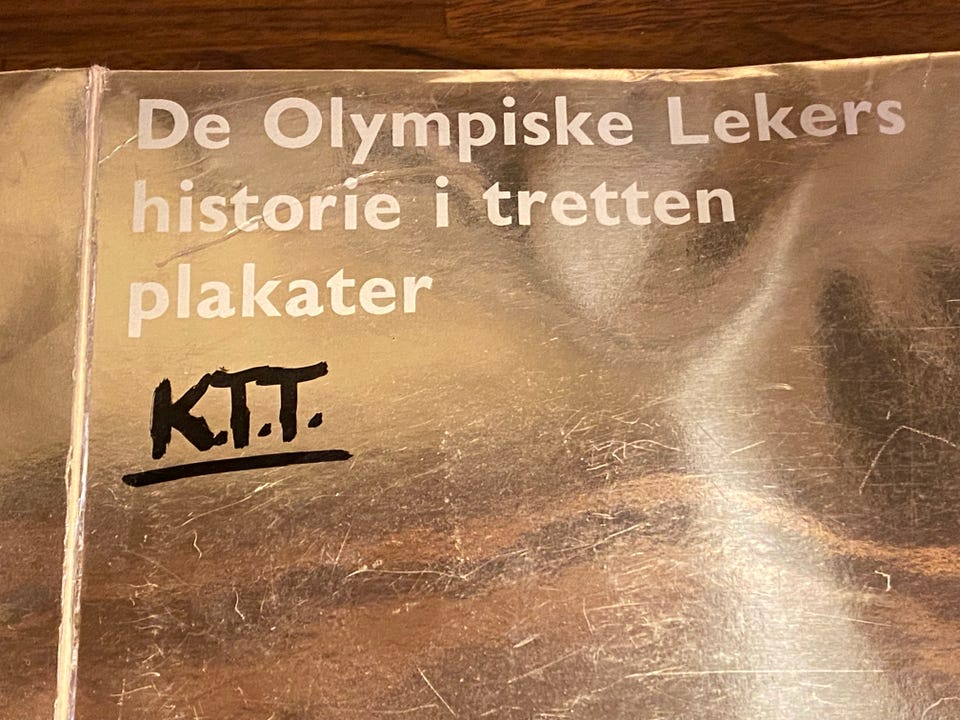 De Olympiske Lekers
historie i tretten
plakater
K.T.T.